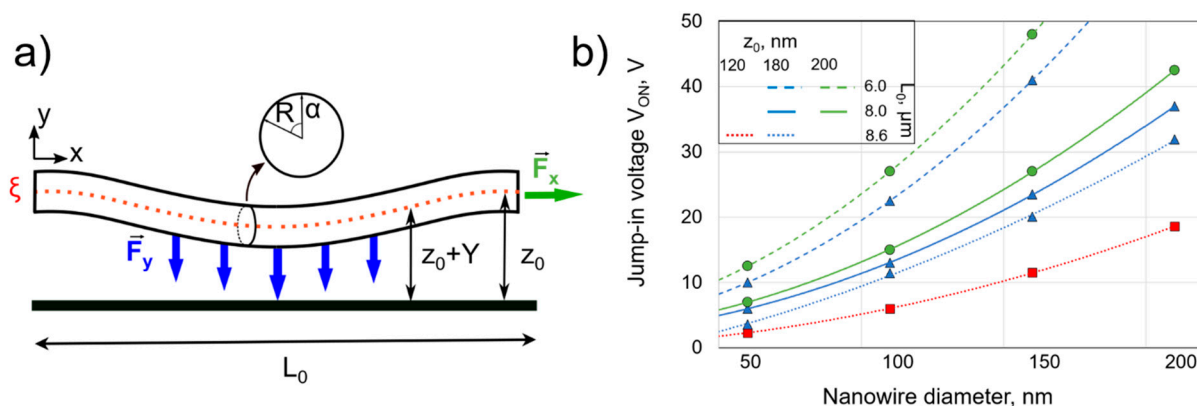 a)
y
x
ξ
R
α
F_x
F_y
z₀+Y
z₀
L₀
b)
Jump-in voltage V_ON, V
50
40
30
20
10
0
z₀, nm
120 180 200
6.0
8.0
8.6
L₀, μm
50 100 150 200
Nanowire diameter, nm